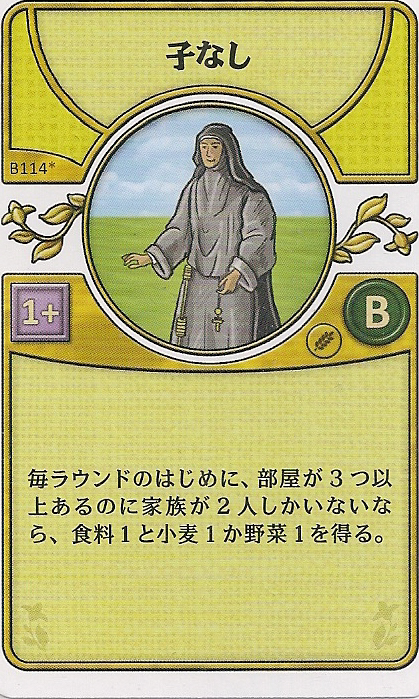 子なし
B114*
1+
B
毎ラウンドのはじめに、部屋が3つ以
上あるのに家族が2人しかいないな
ら、食料1と小麦1か野菜1を得る。